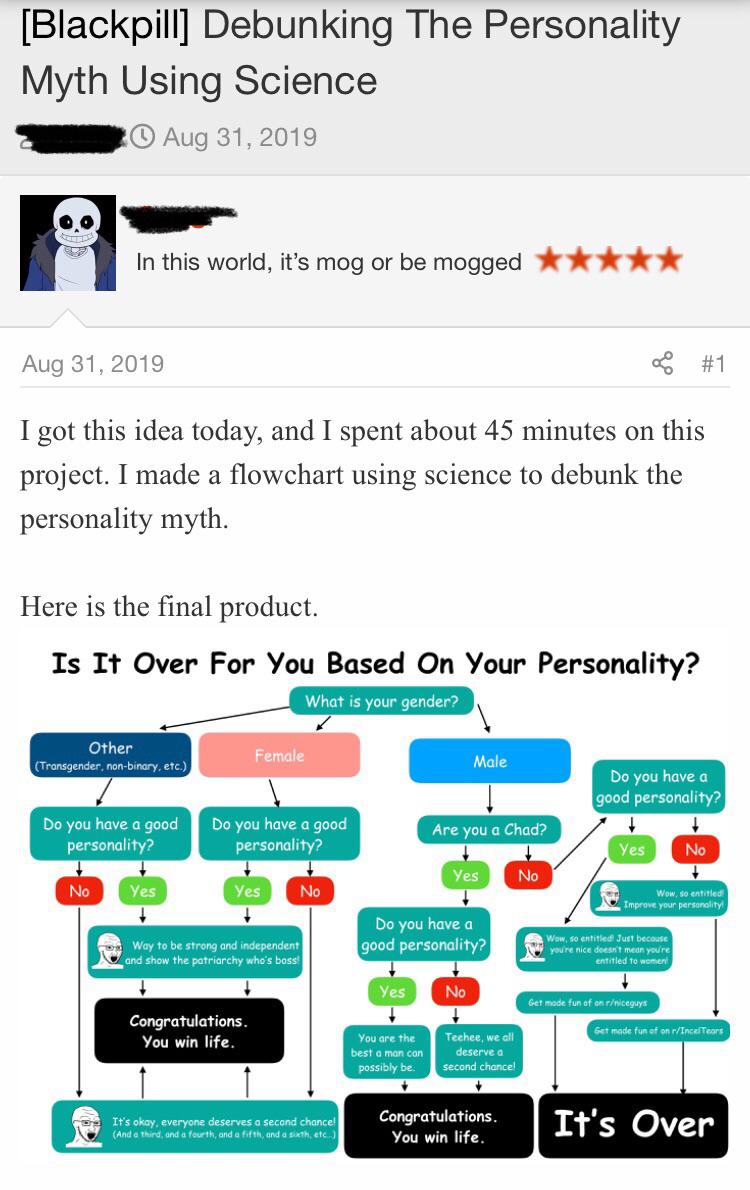 [Blackpill] Debunking The Personality
Myth Using Science
Aug 31, 2019
In this world, it's mog or be mogged
Aug 31, 2019
#1
I got this idea today, and I spent about 45 minutes on this
project. I made a flowchart using science to debunk the
personality myth.
Here is the final product.
Is It Over For You Based On Your Personality?
What is your gender?
Other
(Transgender, non-binary, etc.)
Female
Male
Do you have a good
personality?
Do you have a good
personality?
Are you a Chad?
Do you have a
good personality?
No
Yes
Yes
No
Yes
No
Yes
No
Wow, so entitled!
Improve your personality!
Way to be strong and independent
and show the patriarchy who's boss!
Do you have a
good personality?
Wow, so entitled! Just because
you're nice doesn't mean you're
entitled to women!
Yes
No
Get made fun of on r/niceguys
Get made fun of on r/IncelTears
Congratulations.
You win life.
You are the
best a man can
possibly be.
Teehee, we all
deserve a
second chance!
It's okay, everyone deserves a second chance!
(And a third, and a fourth, and a fifth, and a sixth, etc...)
Congratulations.
You win life.
It's Over